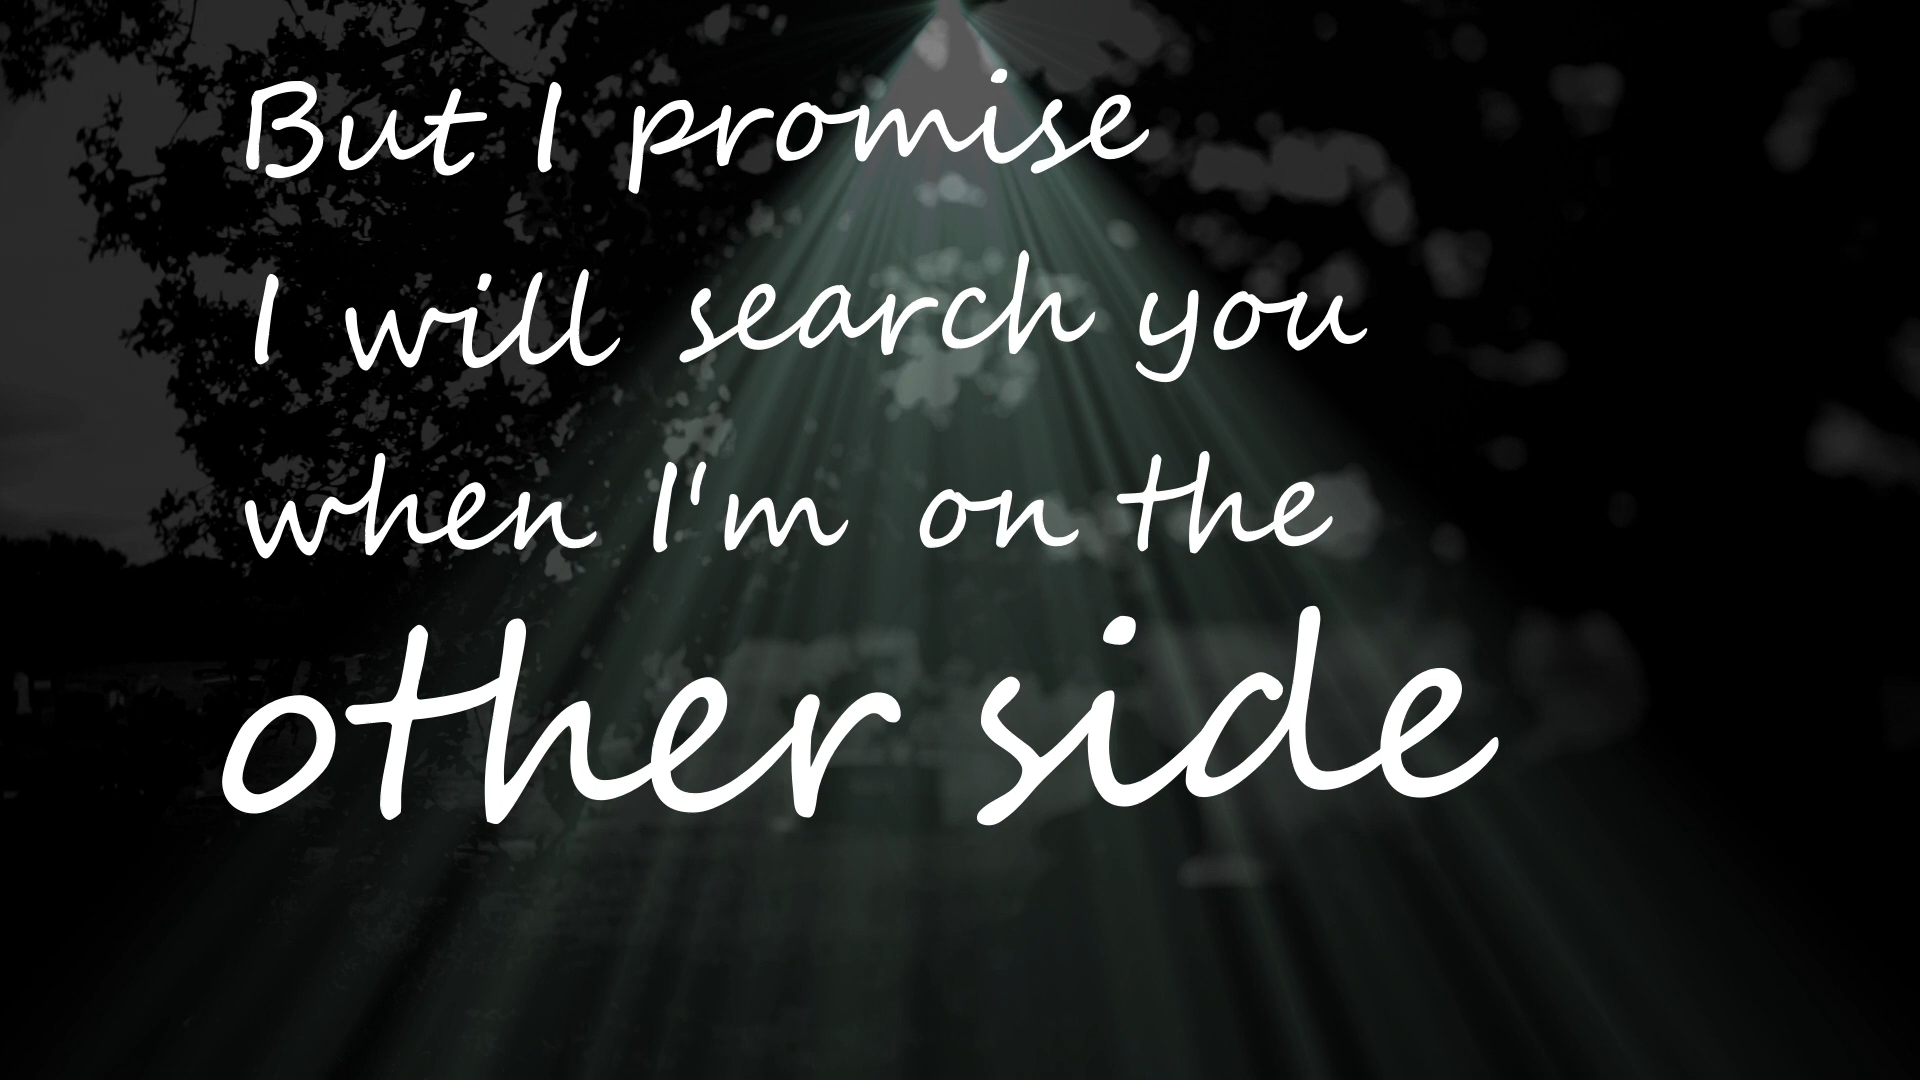 But I promise
I will search you
when I'm on the
other side